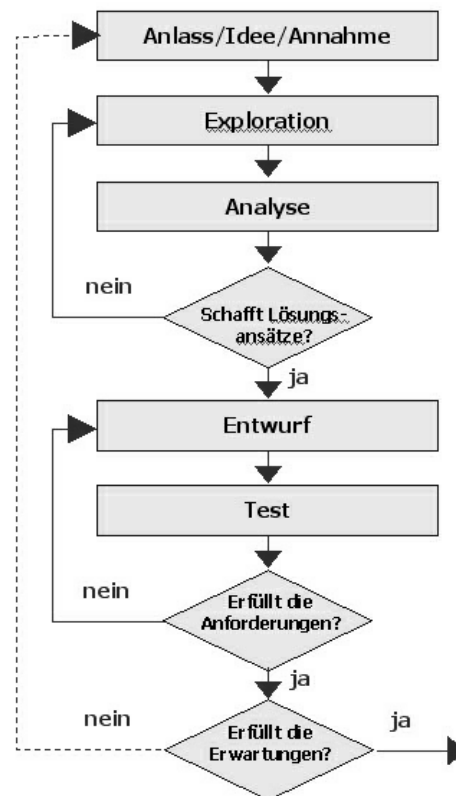 Anlass/Idee/Annahme
Exploration
Analyse
nein
Schafft Lösungs-
ansätze?
ja
Entwurf
Test
nein
Erfüllt die
Anforderungen?
ja
nein
Erfüllt die
Erwartungen?
ja